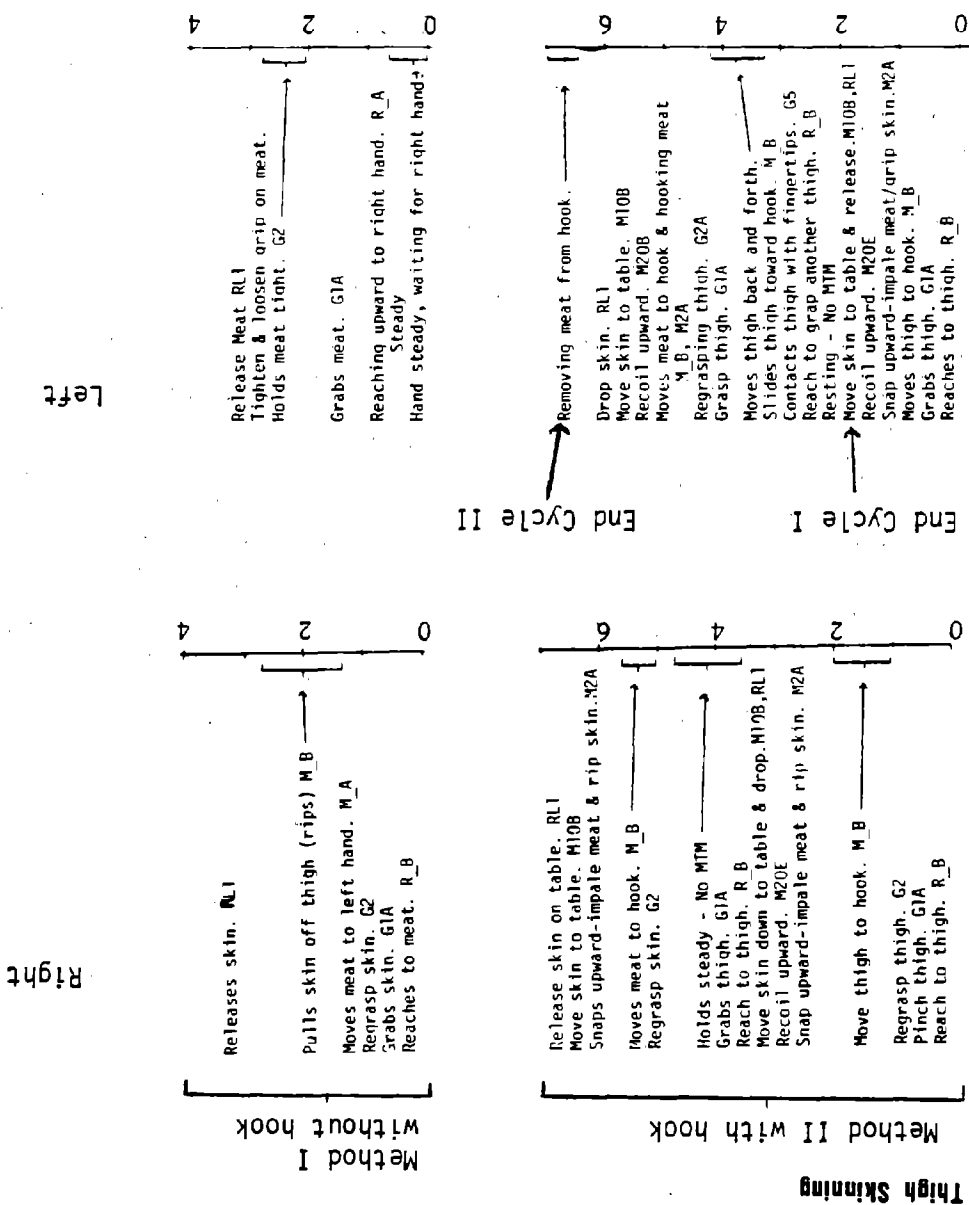 Thigh Skinning
Right
Left
Method I
without hook
Releases skin. RL1
Pulls skin off thigh (rips) M_B
Moves meat to left hand. M_A
Regrasp skin. G2
Grabs skin. G1A
Reaches to meat. R_B
4
2
0
Release Meat RL1
Tighten & loosen grip on meat.
Holds meat tight. G2
Grabs meat. G1A
Reaching upward to right hand. R_A
Steady
Hand steady, waiting for right hand
4
2
0
Method II with hook
Release skin on table. RL1
Move skin to table. M10B
Snaps upward-impale meat & rip skin.M2A
Moves meat to hook. M_B
Regrasp skin. G2
Holds steady - No MTM
Grabs thigh. G1A
Reach to thigh. R_B
Move skin down to table & drop.M10B,RL1
Recoil upward. M20E
Snap upward-impale meat & rip skin. M2A
Move thigh to hook. M_B
Regrasp thigh. G2
Pinch thigh. G1A
Reach to thigh. R_B
6
4
2
0
End Cycle II
End Cycle I
Removing meat from hook.
Drop skin. RL1
Move skin to table. M10B
Recoil upward. M20B
Moves meat to hook & hooking meat
M_B, M2A
Regrasping thigh. G2A
Grasp thigh. G1A
Moves thigh back and forth.
Slides thigh toward hook. M_B
Contacts thigh with fingertips. G5
Reach to grap another thigh. R_B
Resting - No MTM
Move skin to table & release.M10B,RL1
Recoil upward. M20E
Snap upward-impale meat/grip skin.M2A
Moves thigh to hook. M_B
Grabs thigh. G1A
Reaches to thigh. R_B
6
4
2
0